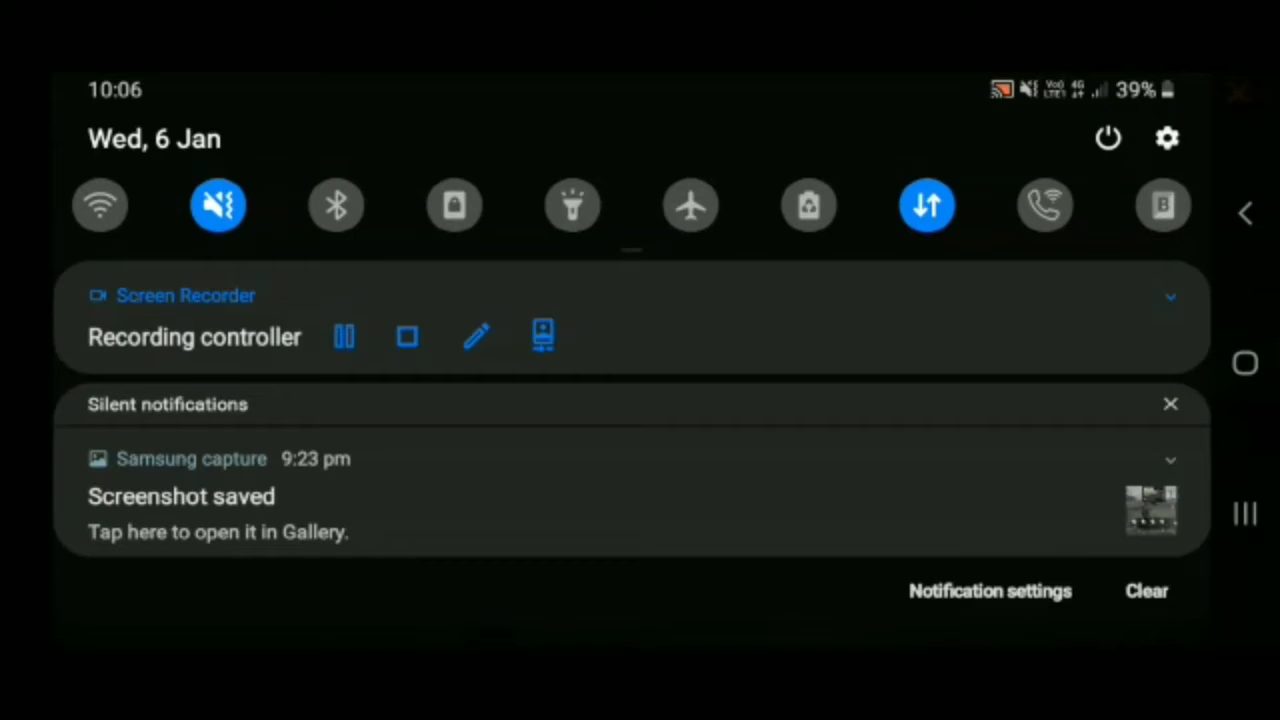 10:06
39%
Wed, 6 Jan
Screen Recorder
Recording controller
Silent notifications
Samsung capture 9:23 pm
Screenshot saved
Tap here to open it in Gallery.
Notification settings Clear